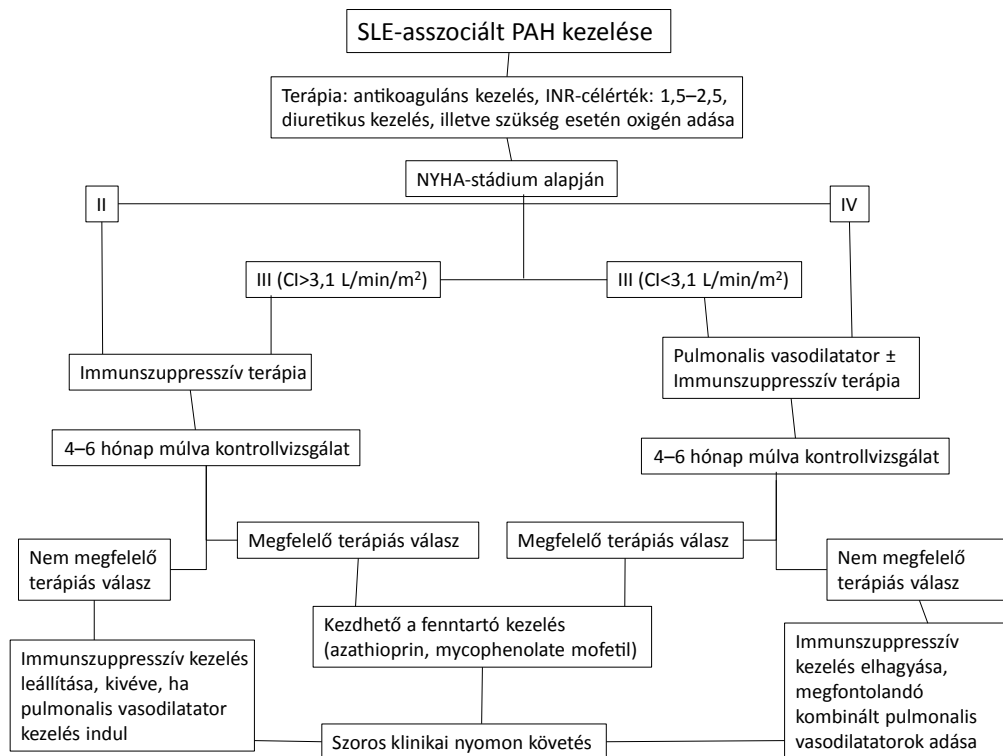 SLE-asszociált PAH kezelése
Terápia: antikoaguláns kezelés, INR-célérték: 1,5–2,5,
diuretikus kezelés, illetve szükség esetén oxigén adása
NYHA-stádium alapján
II
IV
III (CI>3,1 L/min/m²)
III (CI<3,1 L/min/m²)
Immunszuppresszív terápia
Pulmonalis vasodilatator ±
Immunszuppresszív terápia
4–6 hónap múlva kontrollvizsgálat
4–6 hónap múlva kontrollvizsgálat
Nem megfelelő
terápiás válasz
Megfelelő terápiás válasz
Megfelelő terápiás válasz
Nem megfelelő
terápiás válasz
Immunszuppresszív kezelés
leállítása, kivéve, ha
pulmonalis vasodilatator
kezelés indul
Kezdhető a fenntartó kezelés
(azathioprin, mycophenolate mofetil)
Immunszuppresszív
kezelés elhagyása,
megfontolandó
kombinált pulmonalis
vasodilatatorok adása
Szoros klinikai nyomon követés